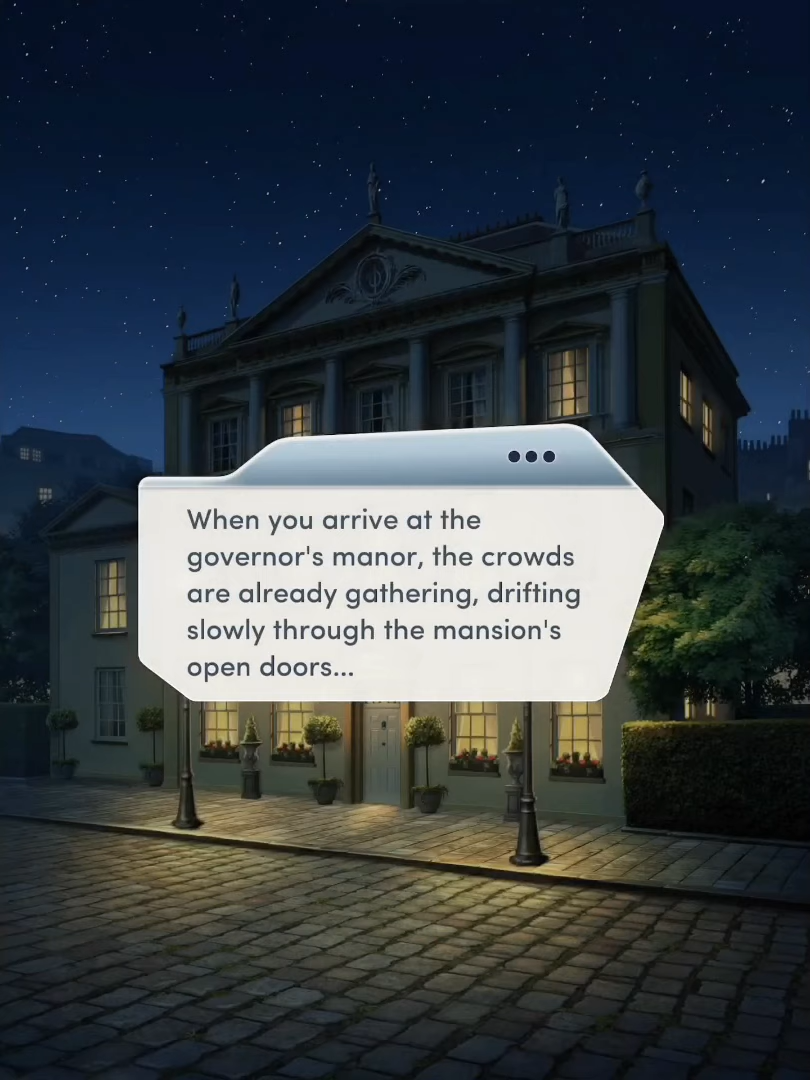 When you arrive at the
governor's manor, the crowds
are already gathering, drifting
slowly through the mansion's
open doors...